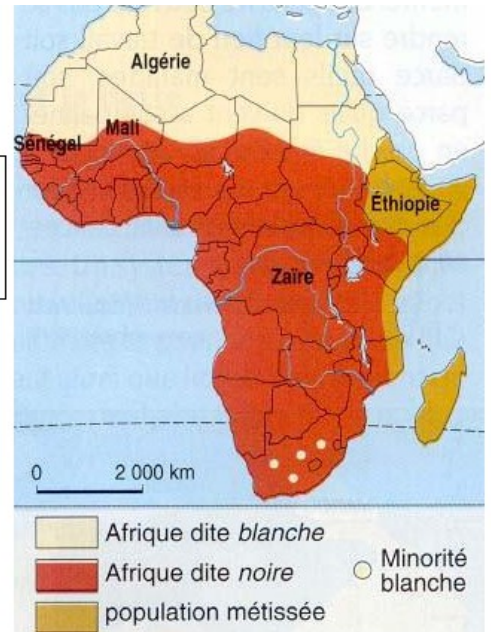 Algérie
Mali
Sénégal
Éthiopie
Zaïre
0 2 000 km
Afrique dite blanche
Afrique dite noire
population métissée
Minorité
blanche